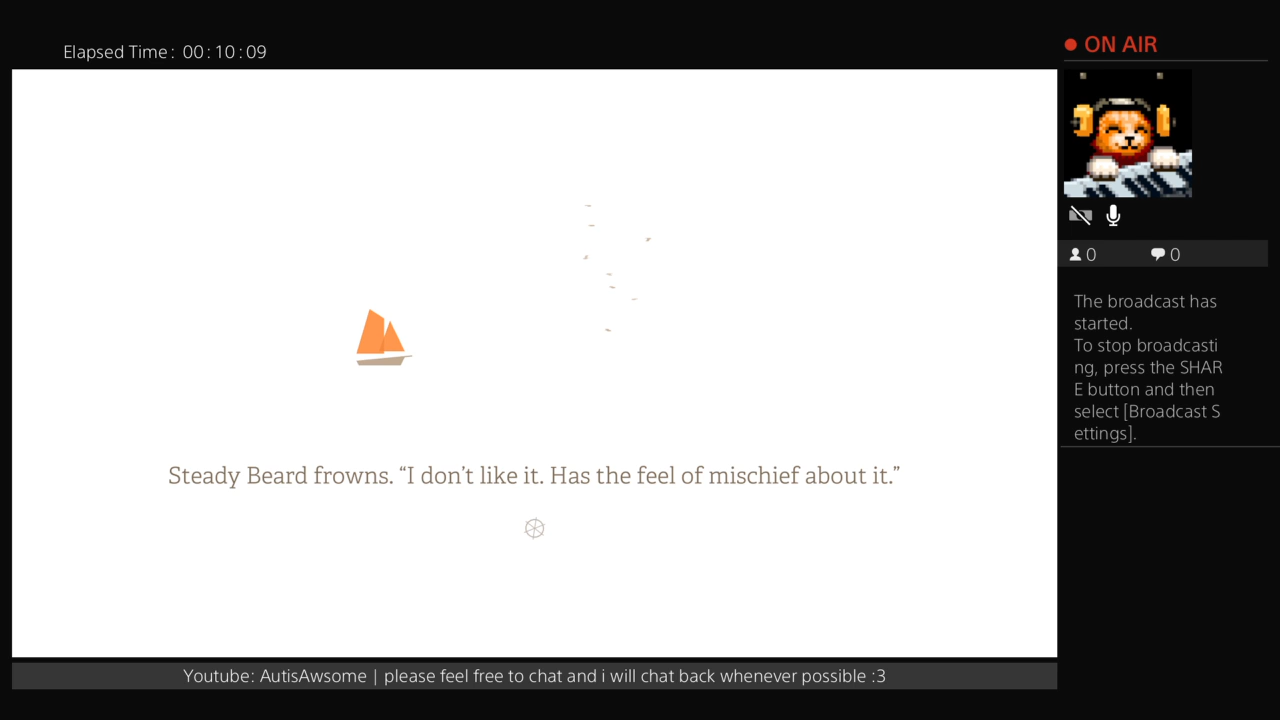 Elapsed Time: 00:10:09
ON AIR
0 0
The broadcast has
started.
To stop broadcasti
ng, press the SHAR
E button and then
select [Broadcast S
ettings].
Steady Beard frowns. “I don’t like it. Has the feel of mischief about it.”
Youtube: AutisAwsome | please feel free to chat and i will chat back whenever possible :3